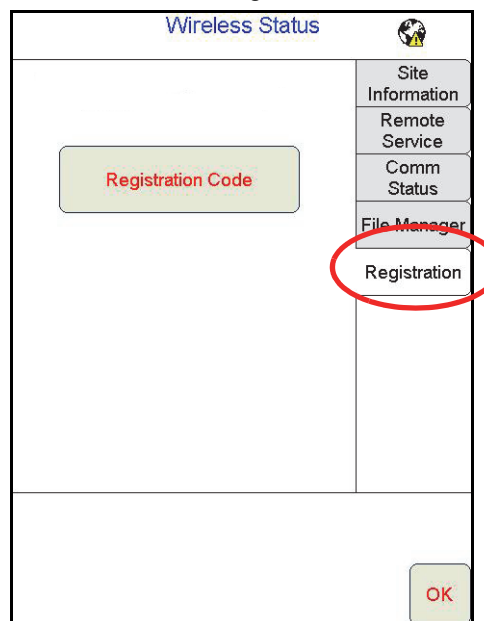 Wireless Status
Site
Information
Remote
Service
Comm
Status
Registration Code
File Manager
Registration
OK